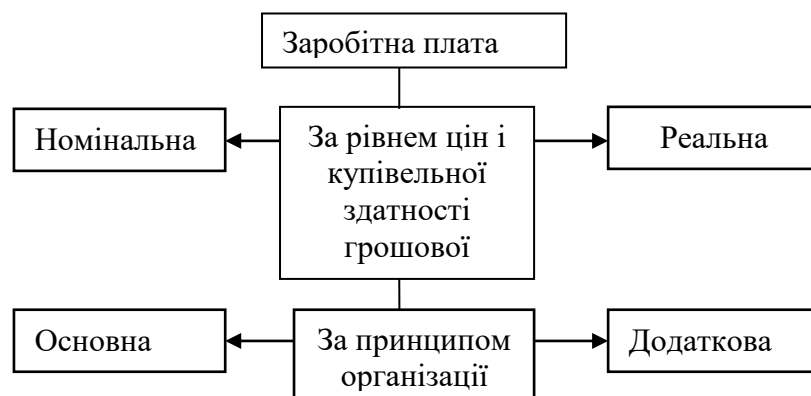 Заробітна плата
Номінальна
За рівнем цін і
купівельної
здатності
грошової
Реальна
Основна
За принципом
організації
Додаткова